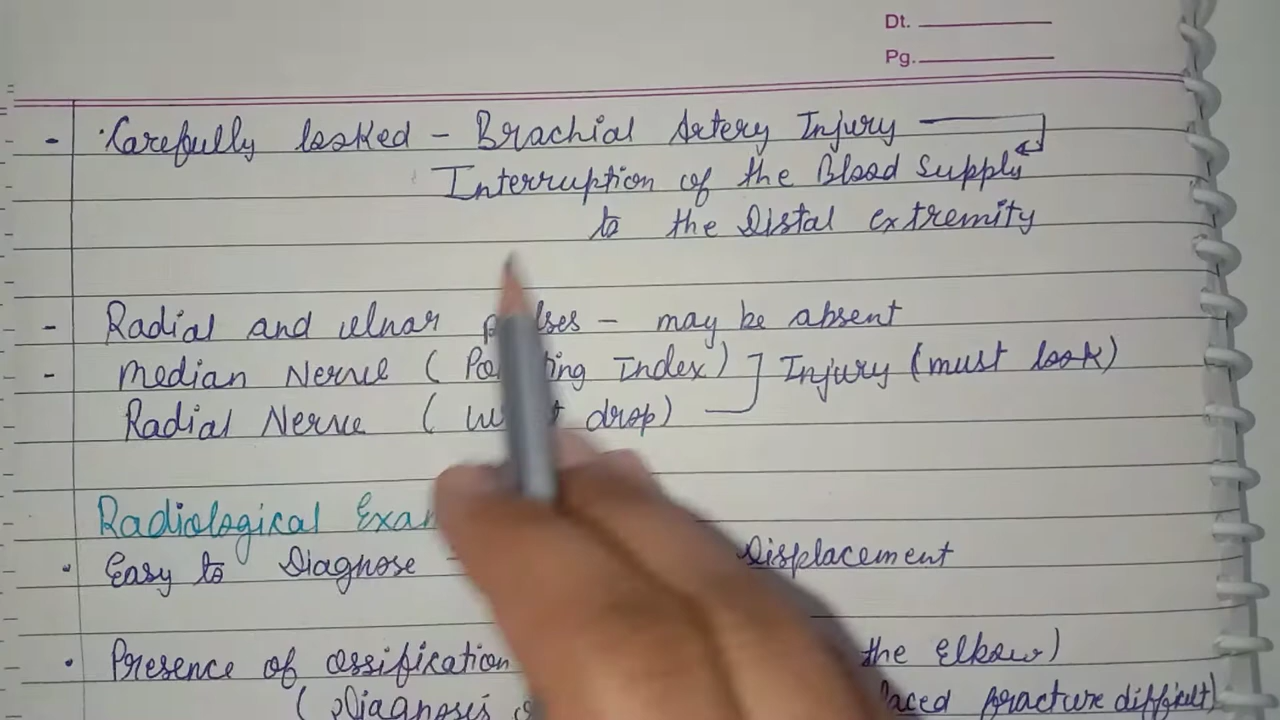 Dt.
Pg.
- Carefully looked - Brachial Artery Injury
Interruption of the Blood Supply
to the Distal extremity
- Radial and ulnar - may be absent
- Median Nerve ( Index) ] Injury (must look)
Radial Nerve ( drop)
Radiological
• Easy to Diagnose Displacement
• Presence of ossification the Elbow)
(Diagnosis fracture difficult)